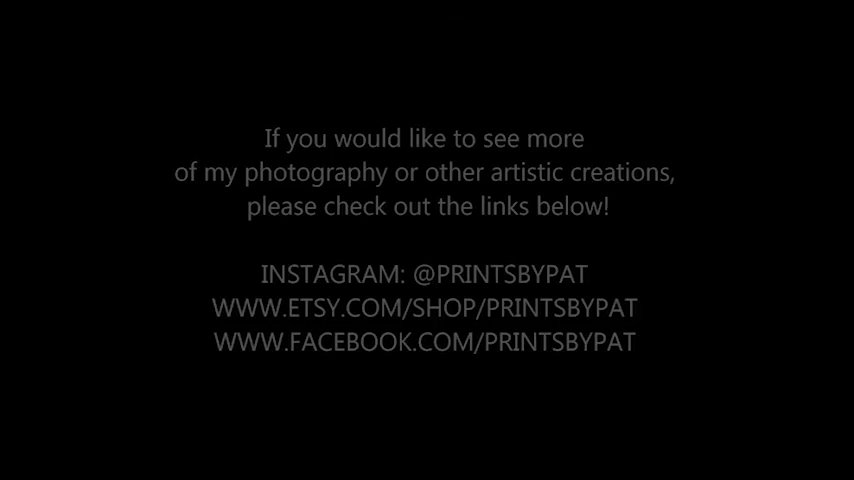 If you would like to see more
of my photography or other artistic creations,
please check out the links below!
INSTAGRAM: @PRINTSBYPAT
WWW.ETSY.COM/SHOP/PRINTSBYPAT
WWW.FACEBOOK.COM/PRINTSBYPAT